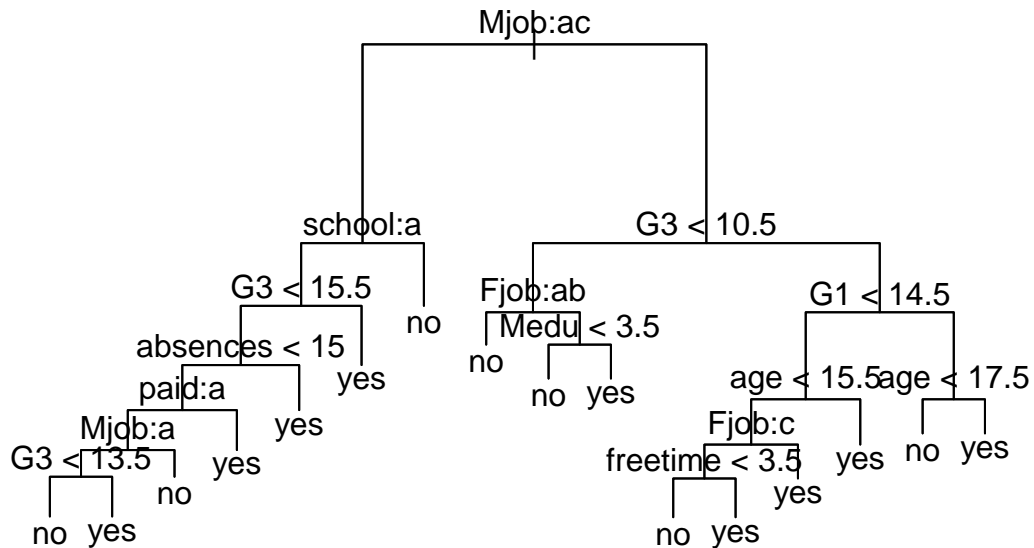 Mjob:ac
school:a
G3 < 10.5
G3 < 15.5
Fjob:ab
G1 < 14.5
no
absences < 15
Medu < 3.5
no
yes
paid:a
no
yes
age < 15.5
age < 17.5
yes
Mjob:a
Fjob:c
no
yes
yes
yes
G3 < 13.5
freetime < 3.5
no
yes
no
yes
no
yes